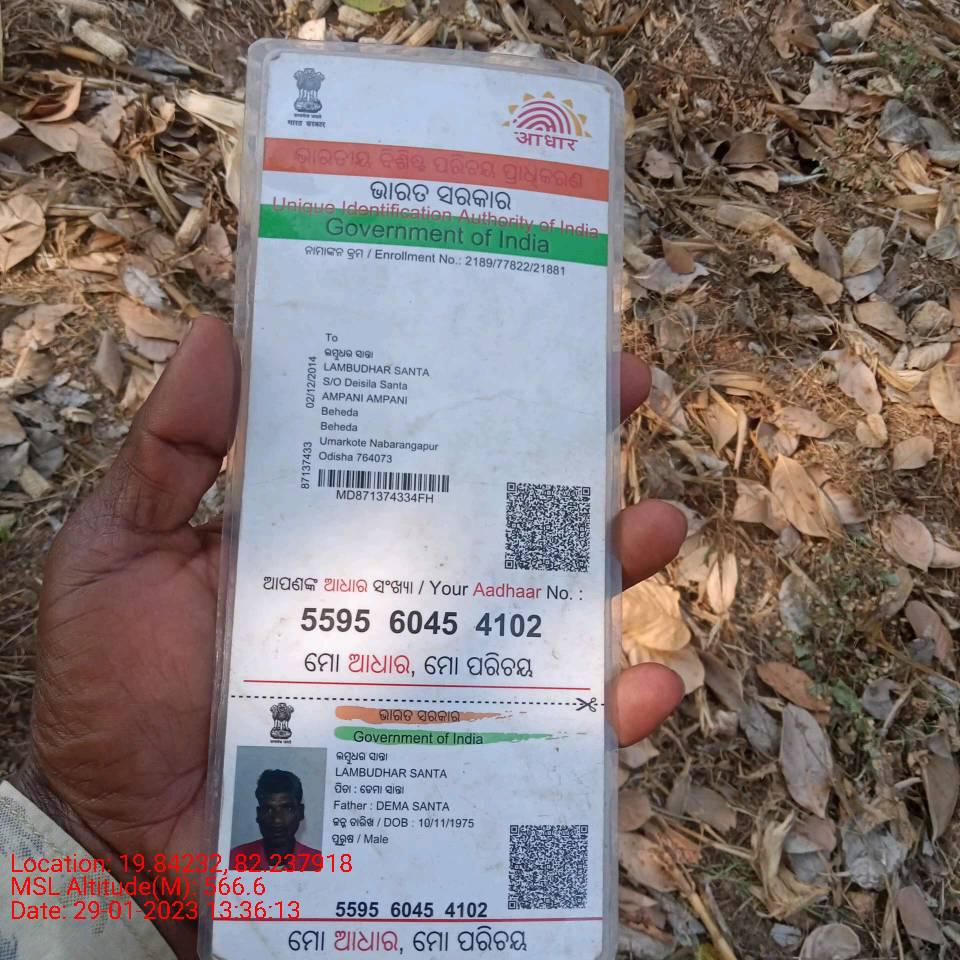 भारत सरकार
आधार
ଭାରତୀୟ ବିଶିଷ୍ଟ ପରିଚୟ ପ୍ରାଧିକରଣ
ଭାରତ ସରକାର
Unique Identification Authority of India
Government of India
ନାମାଙ୍କନ କ୍ରମ / Enrollment No.: 2189/77822/21881
To
ଲମ୍ବୁଧର ସାନ୍ତା
LAMBUDHAR SANTA
S/O Deisila Santa
AMPANI AMPANI
Beheda
Beheda
Umarkote Nabarangapur
Odisha 764073
02/12/2014
87137433
MD871374334FH
ଆପଣଙ୍କ ଆଧାର ସଂଖ୍ୟା / Your Aadhaar No. :
5595 6045 4102
ମୋ ଆଧାର, ମୋ ପରିଚୟ
ଭାରତ ସରକାର
Government of India
ଲମ୍ବୁଧର ସାନ୍ତା
LAMBUDHAR SANTA
ପିତା : ଡେମା ସାନ୍ତା
Father : DEMA SANTA
ଜନ୍ମ ତାରିଖ / DOB : 10/11/1975
ପୁରୁଷ / Male
5595 6045 4102
ମୋ ଆଧାର, ମୋ ପରିଚୟ
Location: 19.84232, 82.237918
MSL Altitude(M): 566.6
Date: 29-01-2023 13:36:13